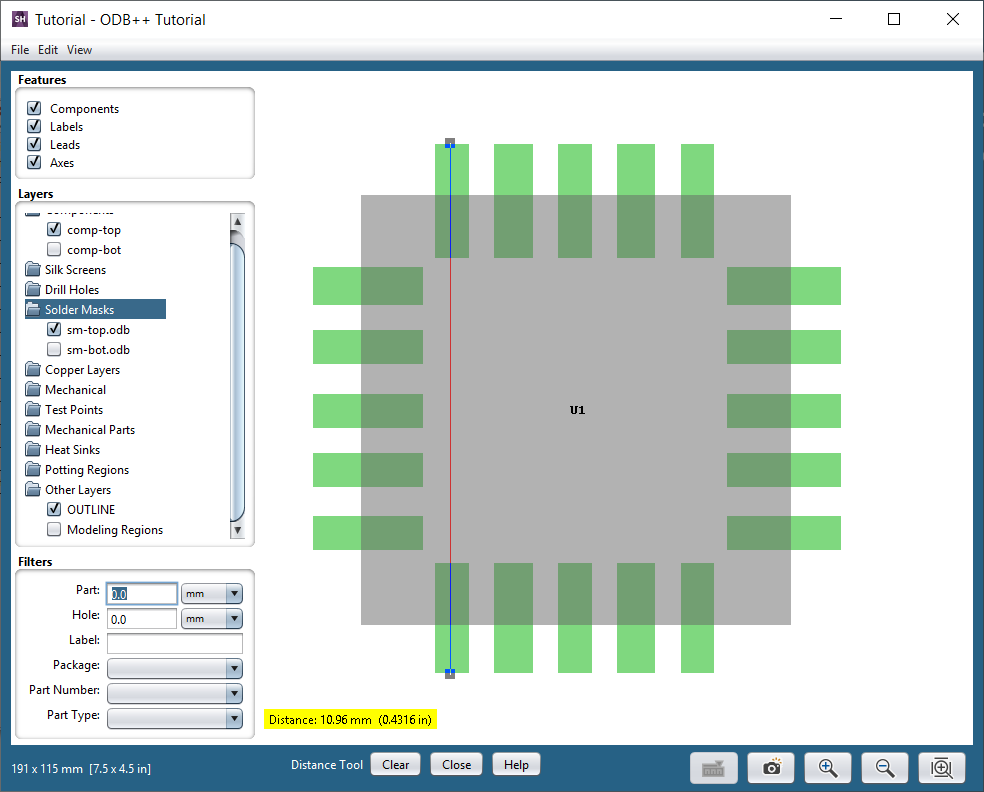 SH Tutorial - ODB++ Tutorial
File Edit View
Features
Components
Labels
Leads
Axes
Layers
Components
comp-top
comp-bot
Silk Screens
Drill Holes
Solder Masks
sm-top.odb
sm-bot.odb
Copper Layers
Mechanical
Test Points
Mechanical Parts
Heat Sinks
Potting Regions
Other Layers
OUTLINE
Modeling Regions
Filters
Part: 0.0 mm
Hole: 0.0 mm
Label:
Package:
Part Number:
Part Type:
U1
Distance: 10.96 mm (0.4316 in)
191 x 115 mm [7.5 x 4.5 in]
Distance Tool Clear Close Help